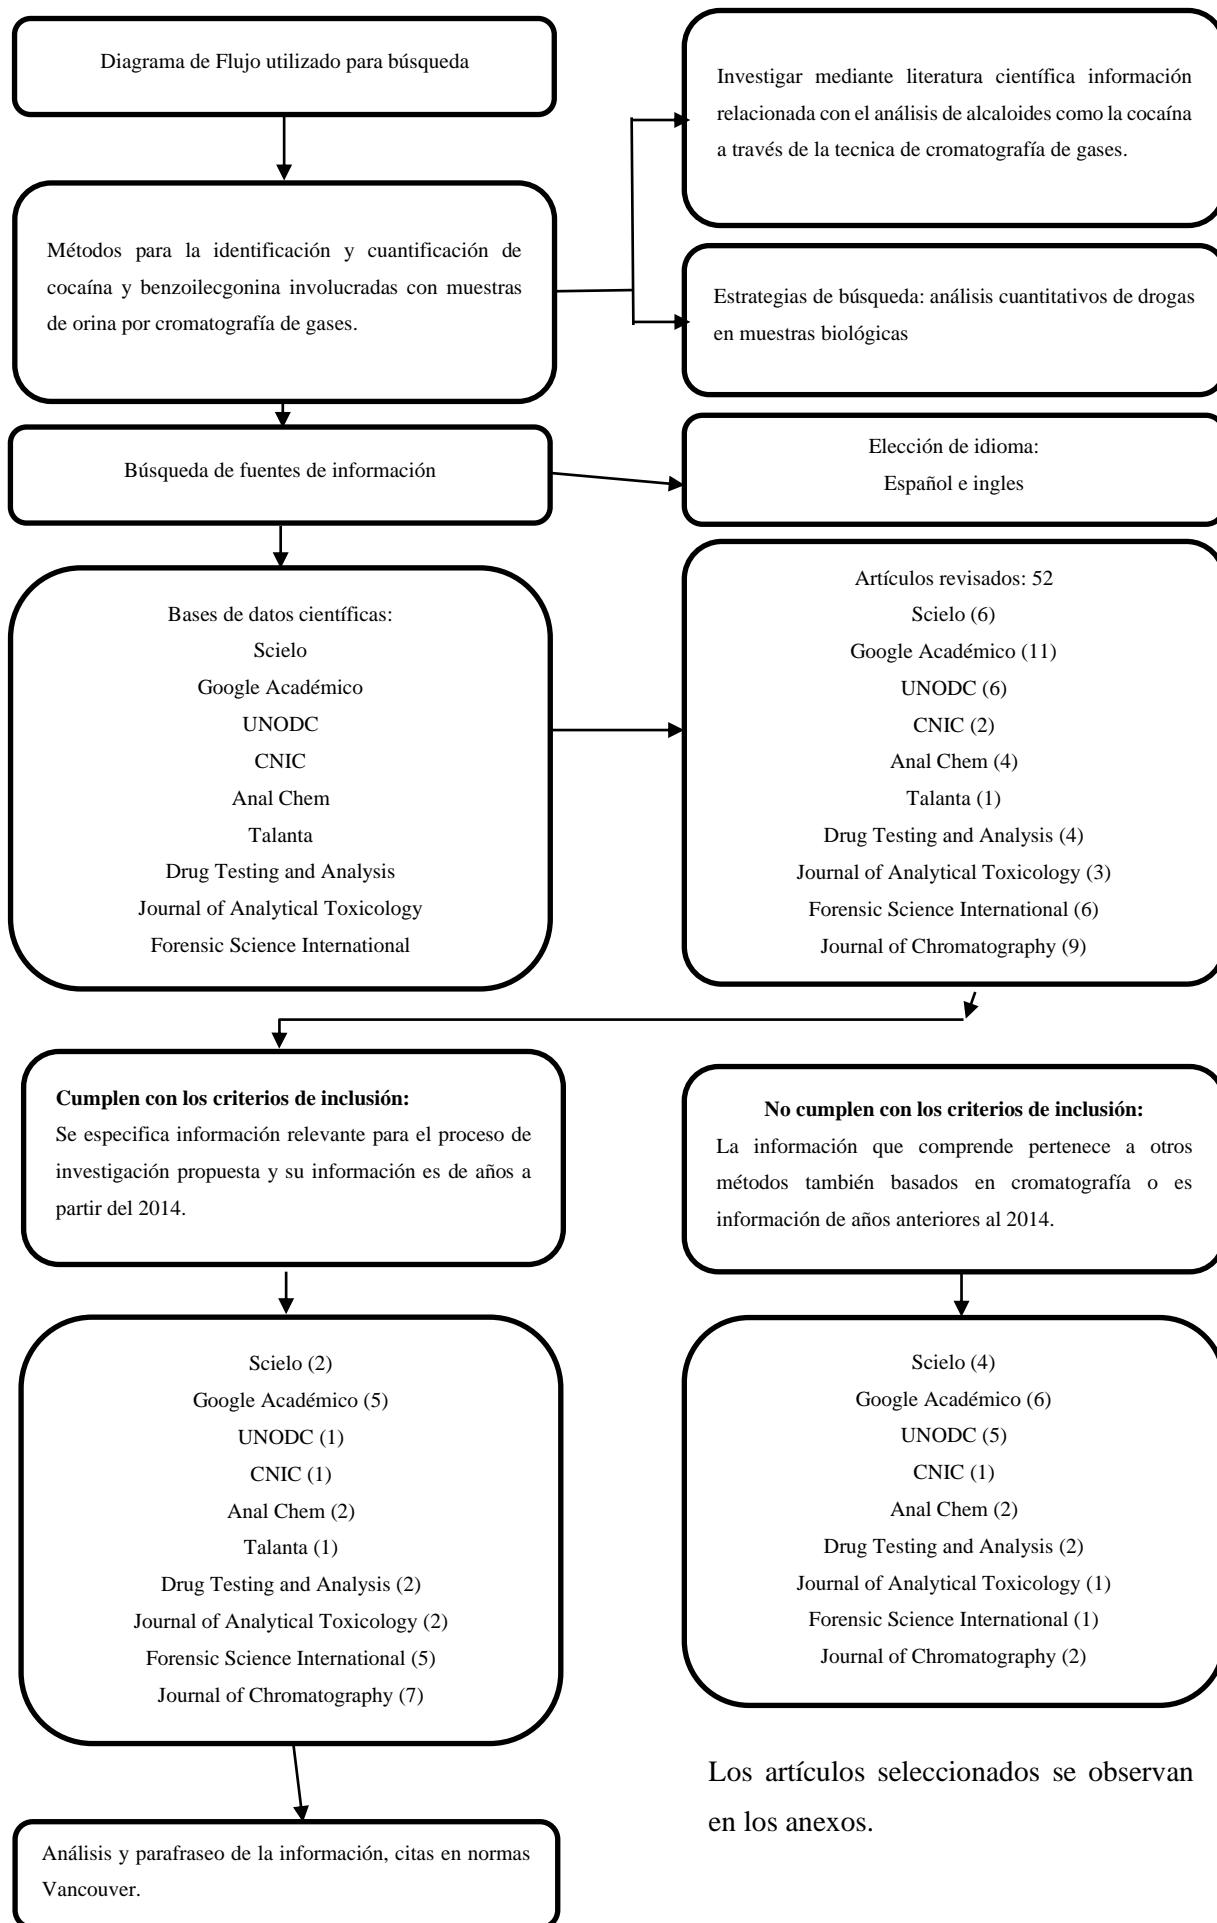 Diagrama de Flujo utilizado para búsqueda
Investigar mediante literatura científica información
relacionada con el análisis de alcaloides como la cocaína
a través de la tecnica de cromatografía de gases.
Métodos para la identificación y cuantificación de
cocaína y benzoilecgonina involucradas con muestras
de orina por cromatografía de gases.
Estrategias de búsqueda: análisis cuantitativos de drogas
en muestras biológicas
Búsqueda de fuentes de información
Elección de idioma:
Español e ingles
Bases de datos científicas:
Scielo
Google Académico
UNODC
CNIC
Anal Chem
Talanta
Drug Testing and Analysis
Journal of Analytical Toxicology
Forensic Science International
Artículos revisados: 52
Scielo (6)
Google Académico (11)
UNODC (6)
CNIC (2)
Anal Chem (4)
Talanta (1)
Drug Testing and Analysis (4)
Journal of Analytical Toxicology (3)
Forensic Science International (6)
Journal of Chromatography (9)
Cumplen con los criterios de inclusión:
Se especifica información relevante para el proceso de
investigación propuesta y su información es de años a
partir del 2014.
No cumplen con los criterios de inclusión:
La información que comprende pertenece a otros
métodos también basados en cromatografía o es
información de años anteriores al 2014.
Scielo (2)
Google Académico (5)
UNODC (1)
CNIC (1)
Anal Chem (2)
Talanta (1)
Drug Testing and Analysis (2)
Journal of Analytical Toxicology (2)
Forensic Science International (5)
Journal of Chromatography (7)
Scielo (4)
Google Académico (6)
UNODC (5)
CNIC (1)
Anal Chem (2)
Drug Testing and Analysis (2)
Journal of Analytical Toxicology (1)
Forensic Science International (1)
Journal of Chromatography (2)
Los artículos seleccionados se observan
en los anexos.
Análisis y parafraseo de la información, citas en normas
Vancouver.